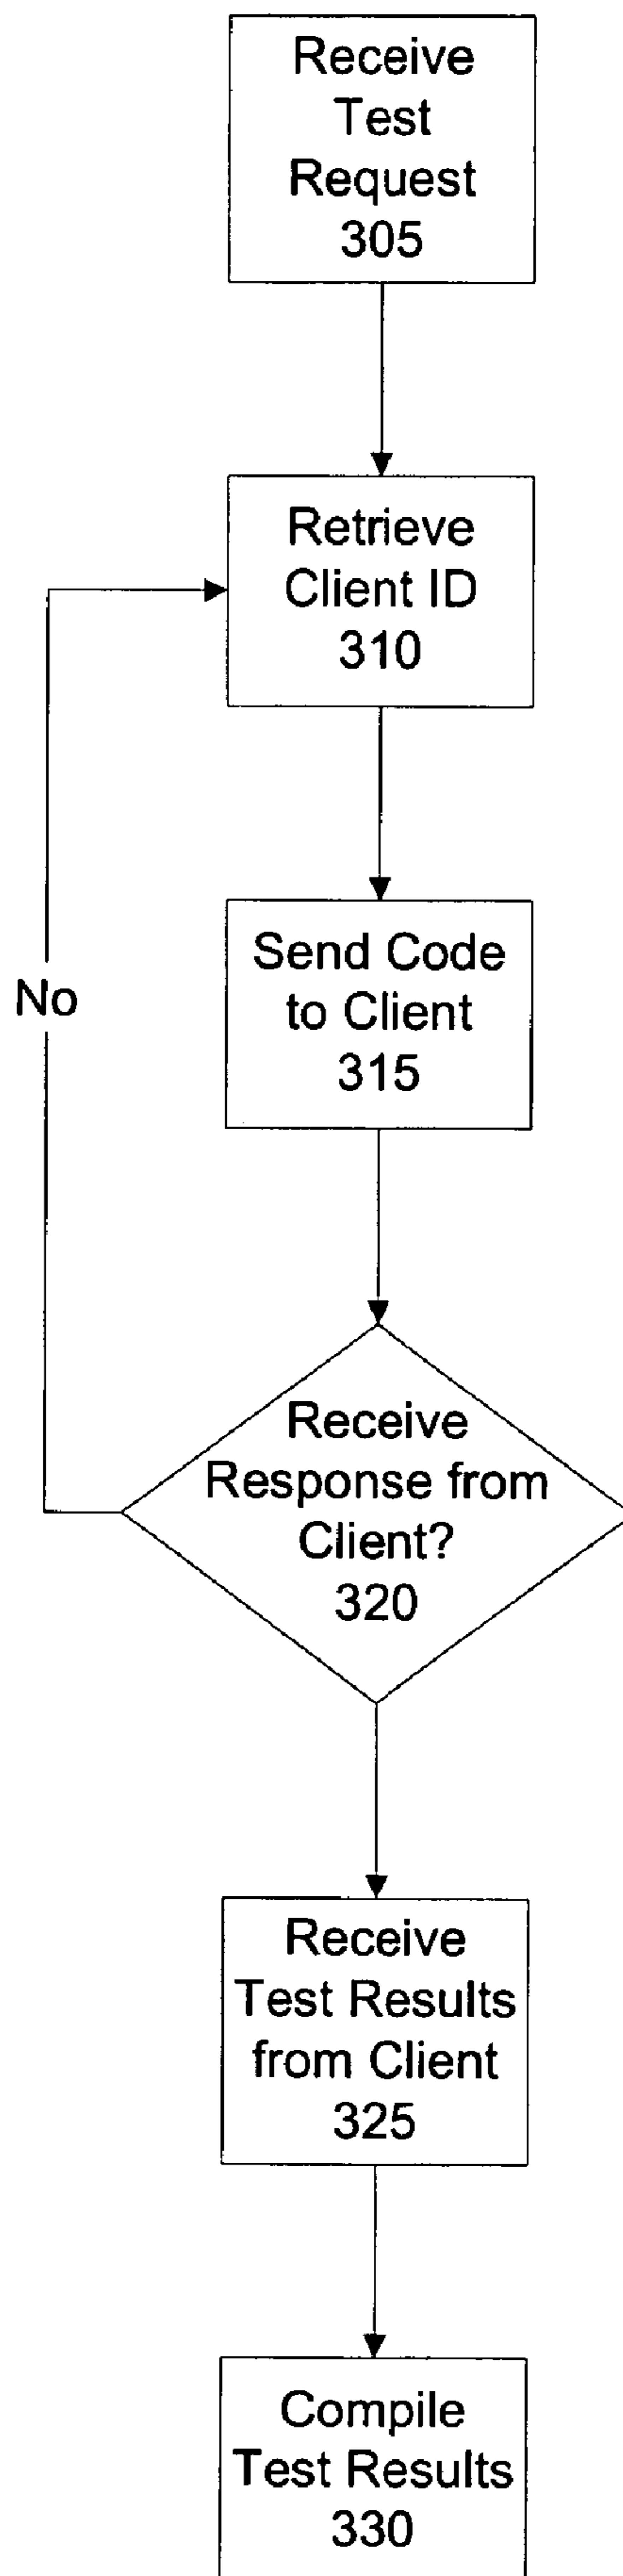 Receive
Test
Request
305
Retrieve
Client ID
310
Send Code
to Client
315
No
Receive
Response from
Client?
320
Receive
Test Results
from Client
325
Compile
Test Results
330